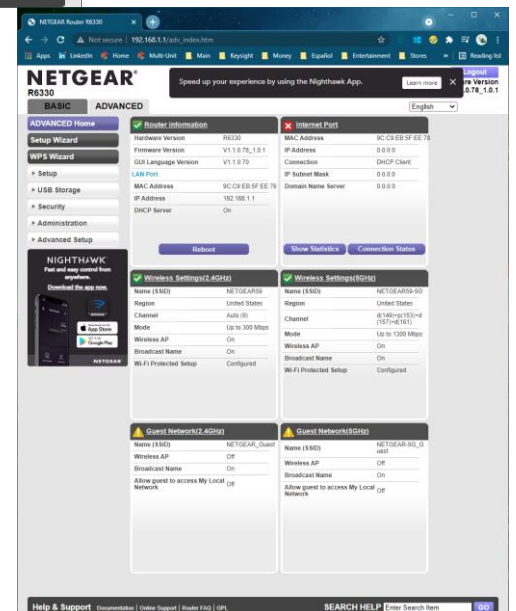 NETGEAR Router R6330
Not secure | 192.168.1.1/adv_index.htm
Apps LinkedIn Home Multi-Unit Main Keysight Money Español Entertainment Stores Reading list
NETGEAR®
R6330
Speed up your experience by using the Nighthawk App.
Learn more
X
Logout
Version
.0.78_1.0.1
BASIC ADVANCED
English
ADVANCED Home
Setup Wizard
WPS Wizard
Setup
USB Storage
Security
Administration
Advanced Setup
NIGHTHAWK
Fast and easy control from
anywhere.
Download the app now.
App Store
Google Play
NETGEAR
Router Information
Hardware Version R6330
Firmware Version V1.1.0.78_1.0.1
GUI Language Version V1.1.0.70
LAN Port
MAC Address 9C:C9:EB:5F:EE:76
IP Address 192.168.1.1
DHCP Server On
Reboot
Internet Port
MAC Address 9C:C9:EB:5F:EE:78
IP Address 0.0.0.0
Connection DHCP Client
IP Subnet Mask 0.0.0.0
Domain Name Server 0.0.0.0
Show Statistics Connection Status
Wireless Settings(2.4GHz)
Name (SSID) NETGEAR59
Region United States
Channel Auto (9)
Mode Up to 300 Mbps
Wireless AP On
Broadcast Name On
Wi-Fi Protected Setup Configured
Wireless Settings(5GHz)
Name (SSID) NETGEAR59-5G
Region United States
Channel d(149)+p(153)+d
(157)+d(161)
Mode Up to 1300 Mbps
Wireless AP On
Broadcast Name On
Wi-Fi Protected Setup Configured
Guest Network(2.4GHz)
Name (SSID) NETGEAR_Guest
Wireless AP Off
Broadcast Name On
Allow guest to access My Local
Network Off
Guest Network(5GHz)
Name (SSID) NETGEAR-5G_G
uest
Wireless AP Off
Broadcast Name On
Allow guest to access My Local
Network Off
Help & Support Documentation | Online Support | Router FAQ | GPL SEARCH HELP Enter Search Item GO